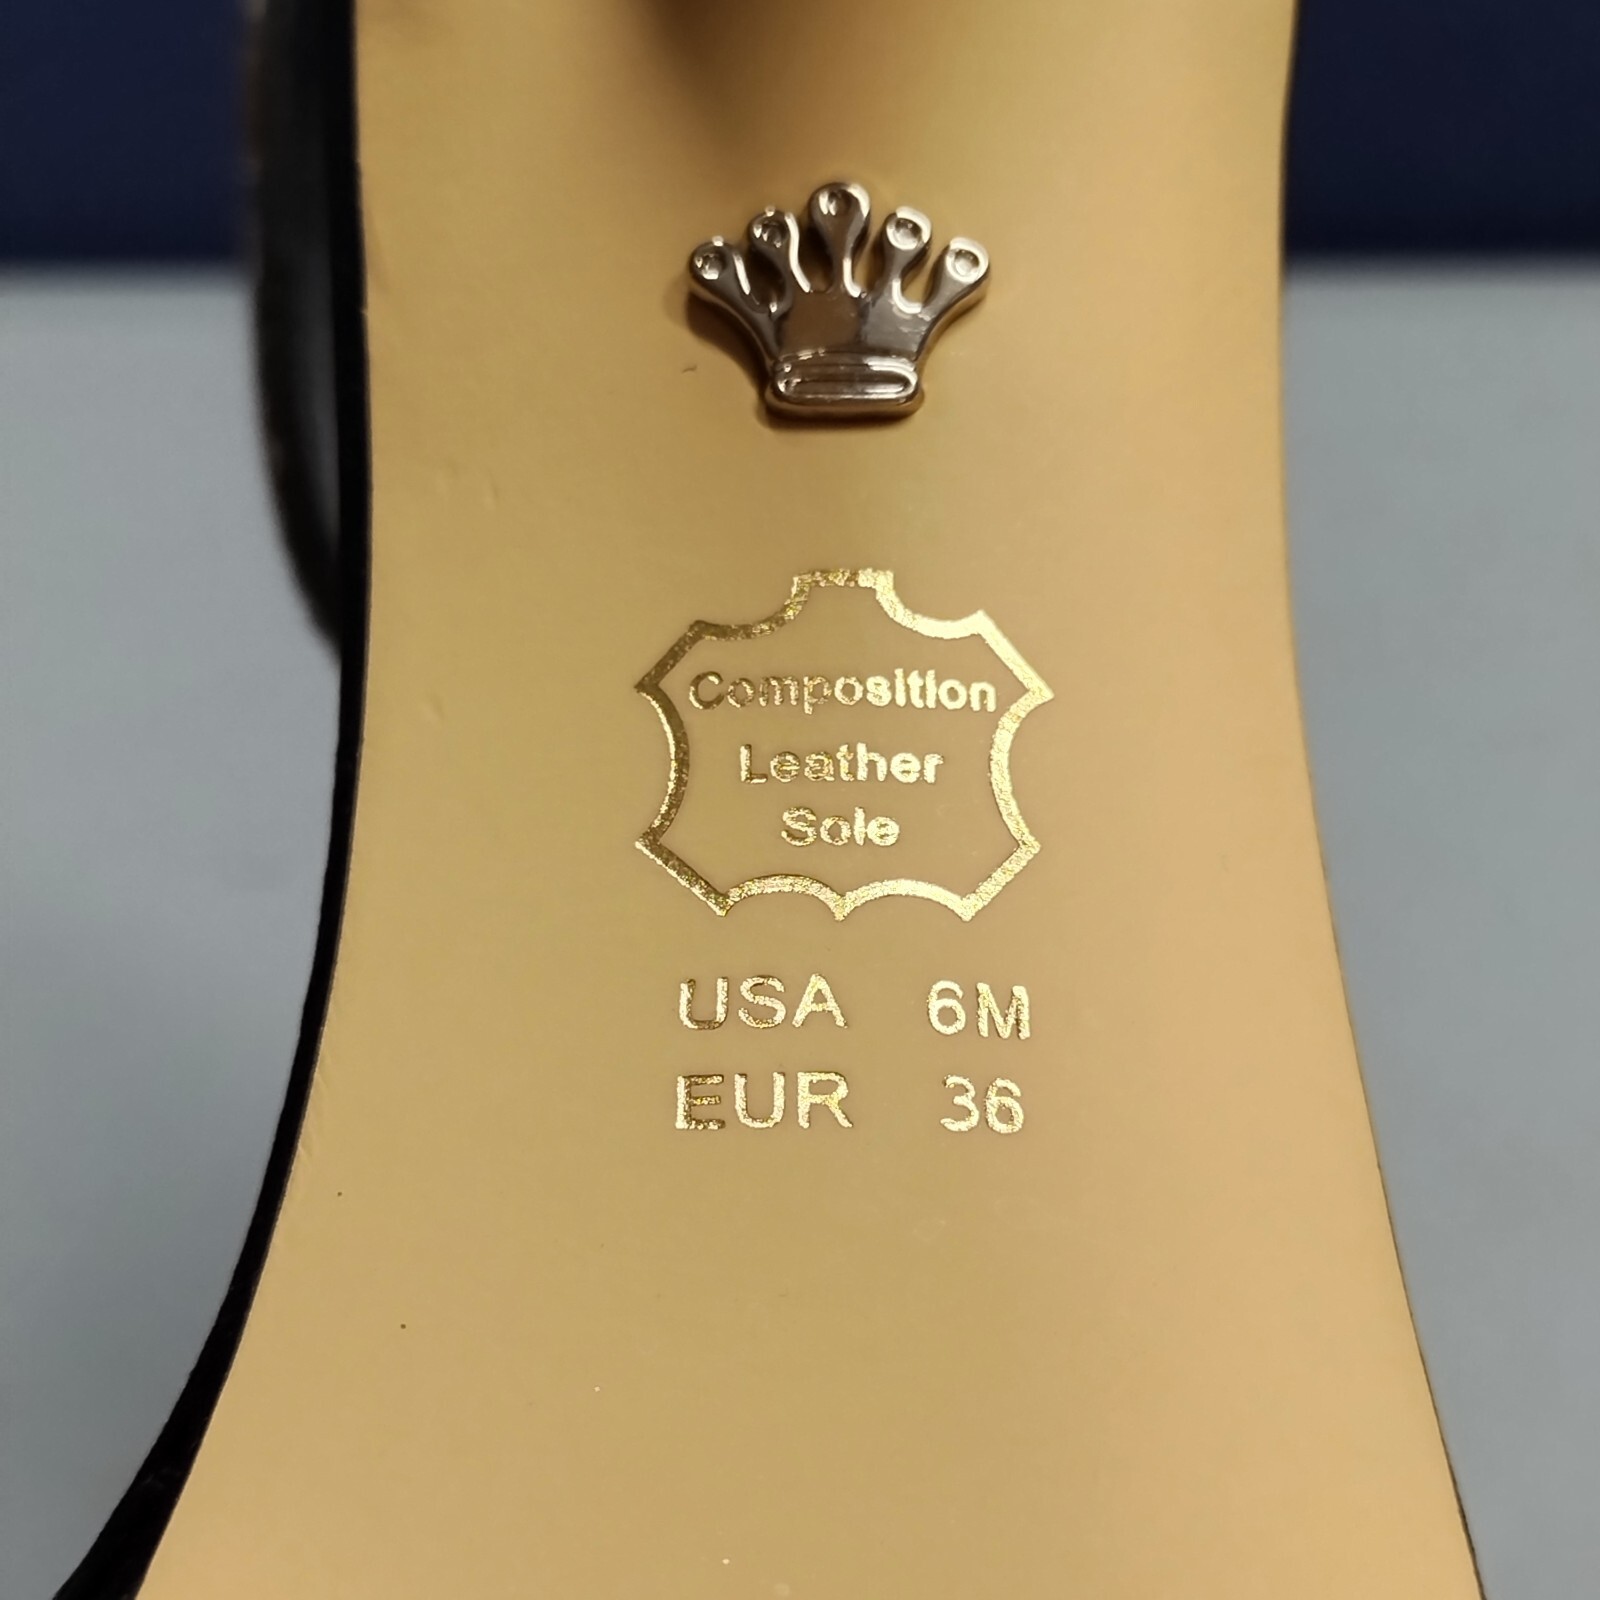 Composition
Leather
Sole
USA 6M
EUR 36